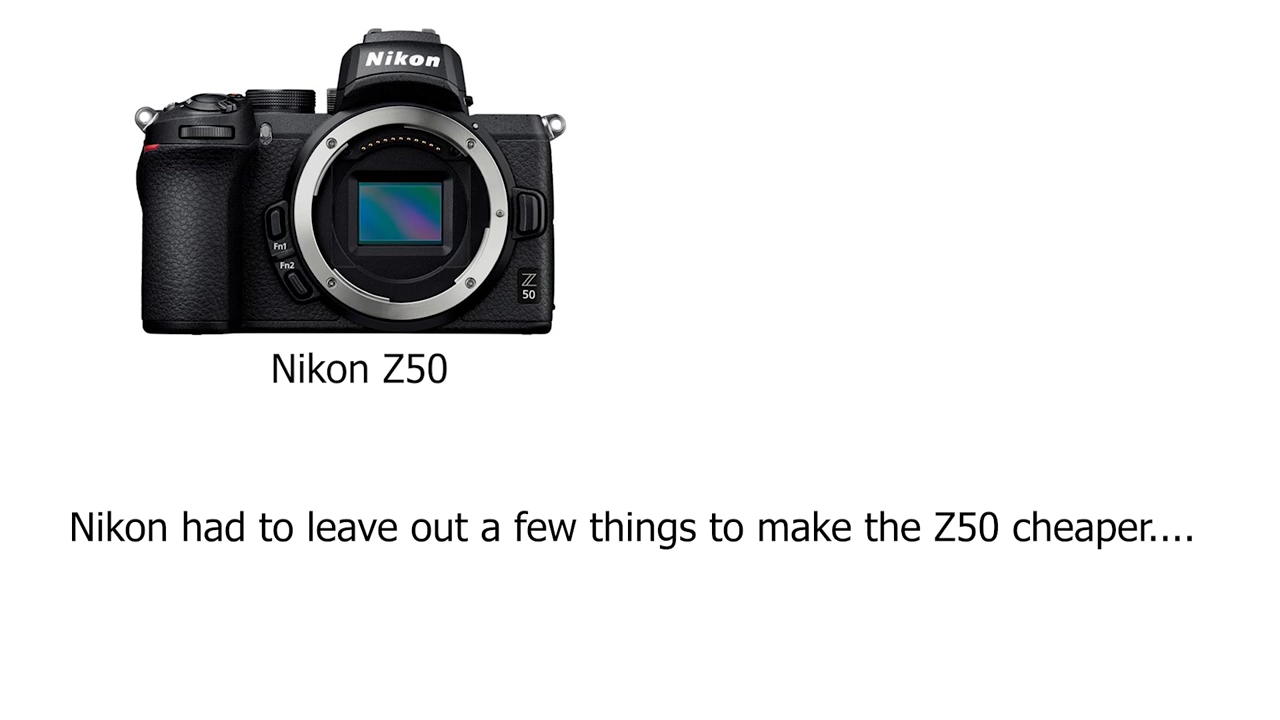 Nikon
Fn1
Fn2
Z
50
Nikon Z50
Nikon had to leave out a few things to make the Z50 cheaper....